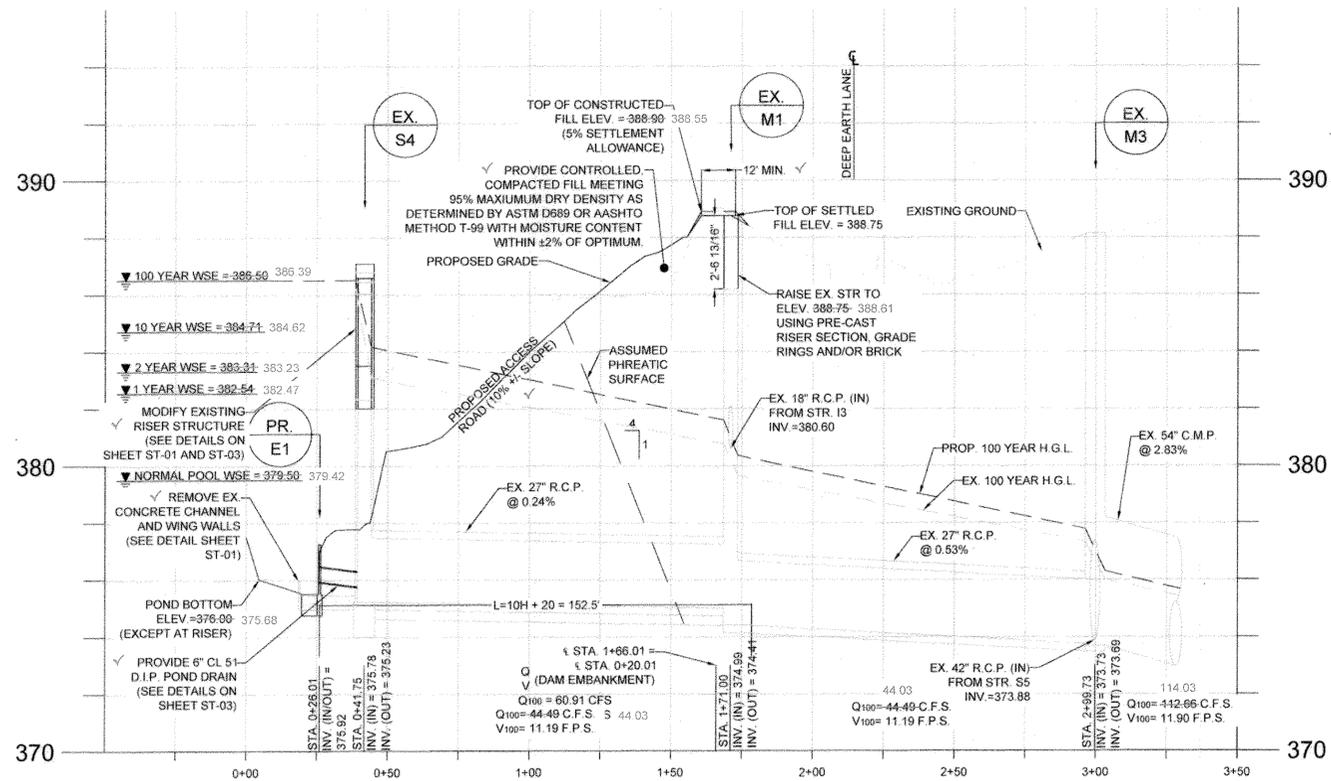 390
380
370
390
380
370
EX.
S4
EX.
M1
EX.
M3
PR.
E1
DEEP EARTH LANE
TOP OF CONSTRUCTED
FILL ELEV. = 388.90 388.55
(5% SETTLEMENT
ALLOWANCE)
✓ PROVIDE CONTROLLED,
COMPACTED FILL MEETING
95% MAXIUMUM DRY DENSITY AS
DETERMINED BY ASTM D689 OR AASHTO
METHOD T-99 WITH MOISTURE CONTENT
WITHIN ±2% OF OPTIMUM.
12' MIN. ✓
TOP OF SETTLED
FILL ELEV. = 388.75
EXISTING GROUND
PROPOSED GRADE
2'-6 13/16"
RAISE EX. STR TO
ELEV. 388.75 388.61
USING PRE-CAST
RISER SECTION, GRADE
RINGS AND/OR BRICK
100 YEAR WSE = 386.50 386.39
10 YEAR WSE = 384.71 384.62
2 YEAR WSE = 383.31 383.23
1 YEAR WSE = 382.54 382.47
MODIFY EXISTING
✓ RISER STRUCTURE
(SEE DETAILS ON
SHEET ST-01 AND ST-03)
NORMAL POOL WSE = 379.50 379.42
✓ REMOVE EX.
CONCRETE CHANNEL
AND WING WALLS
(SEE DETAIL SHEET
ST-01)
POND BOTTOM
ELEV.=376.00 375.68
(EXCEPT AT RISER)
✓ PROVIDE 6" CL 51
D.I.P. POND DRAIN
(SEE DETAILS ON
SHEET ST-03)
PROPOSED ACCESS
ROAD (10% +/- SLOPE)
✓
ASSUMED
PHREATIC
SURFACE
4
1
EX. 18" R.C.P. (IN)
FROM STR. I3
INV.=380.60
PROP. 100 YEAR H.G.L.
EX. 100 YEAR H.G.L.
EX. 54" C.M.P.
@ 2.83%
EX. 27" R.C.P.
@ 0.24%
EX. 27" R.C.P.
@ 0.53%
L=10H + 20 = 152.5'
℄ STA. 1+66.01 =
℄ STA. 0+20.01
(DAM EMBANKMENT)
Q
V
Q100 = 60.91 CFS
Q100= 44.49 C.F.S. S 44.03
V100= 11.19 F.P.S.
EX. 42" R.C.P. (IN)
FROM STR. S5
INV.=373.88
44.03
Q100= 44.49 C.F.S.
V100= 11.19 F.P.S.
114.03
Q100= 112.66 C.F.S.
V100= 11.90 F.P.S.
STA. 0+26.01
INV. (IN/OUT) =
375.92
STA. 0+41.75
INV. (IN) = 375.78
INV. (OUT) = 375.23
STA. 1+71.00
INV. (IN) = 374.99
INV. (OUT) = 374.41
STA. 2+99.73
INV. (IN) = 373.73
INV. (OUT) = 373.69
0+00
0+50
1+00
1+50
2+00
2+50
3+00
3+50